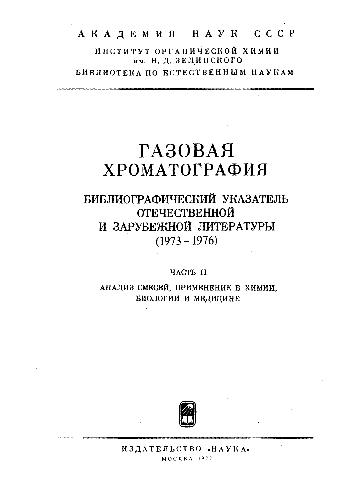 АКАДЕМИЯ НАУК СССР
ИНСТИТУТ ОРГАНИЧЕСКОЙ ХИМИИ
им. Н. Д. ЗЕЛИНСКОГО
БИБЛИОТЕКА ПО ЕСТЕСТВЕННЫМ НАУКАМ
ГАЗОВАЯ
ХРОМАТОГРАФИЯ
БИБЛИОГРАФИЧЕСКИЙ УКАЗАТЕЛЬ
ОТЕЧЕСТВЕННОЙ
И ЗАРУБЕЖНОЙ ЛИТЕРАТУРЫ
(1973–1976)
ЧАСТЬ II
АНАЛИЗ СМЕСЕЙ, ПРИМЕНЕНИЕ В ХИМИИ,
БИОЛОГИИ И МЕДИЦИНЕ
ИЗДАТЕЛЬСТВО «НАУКА»
МОСКВА